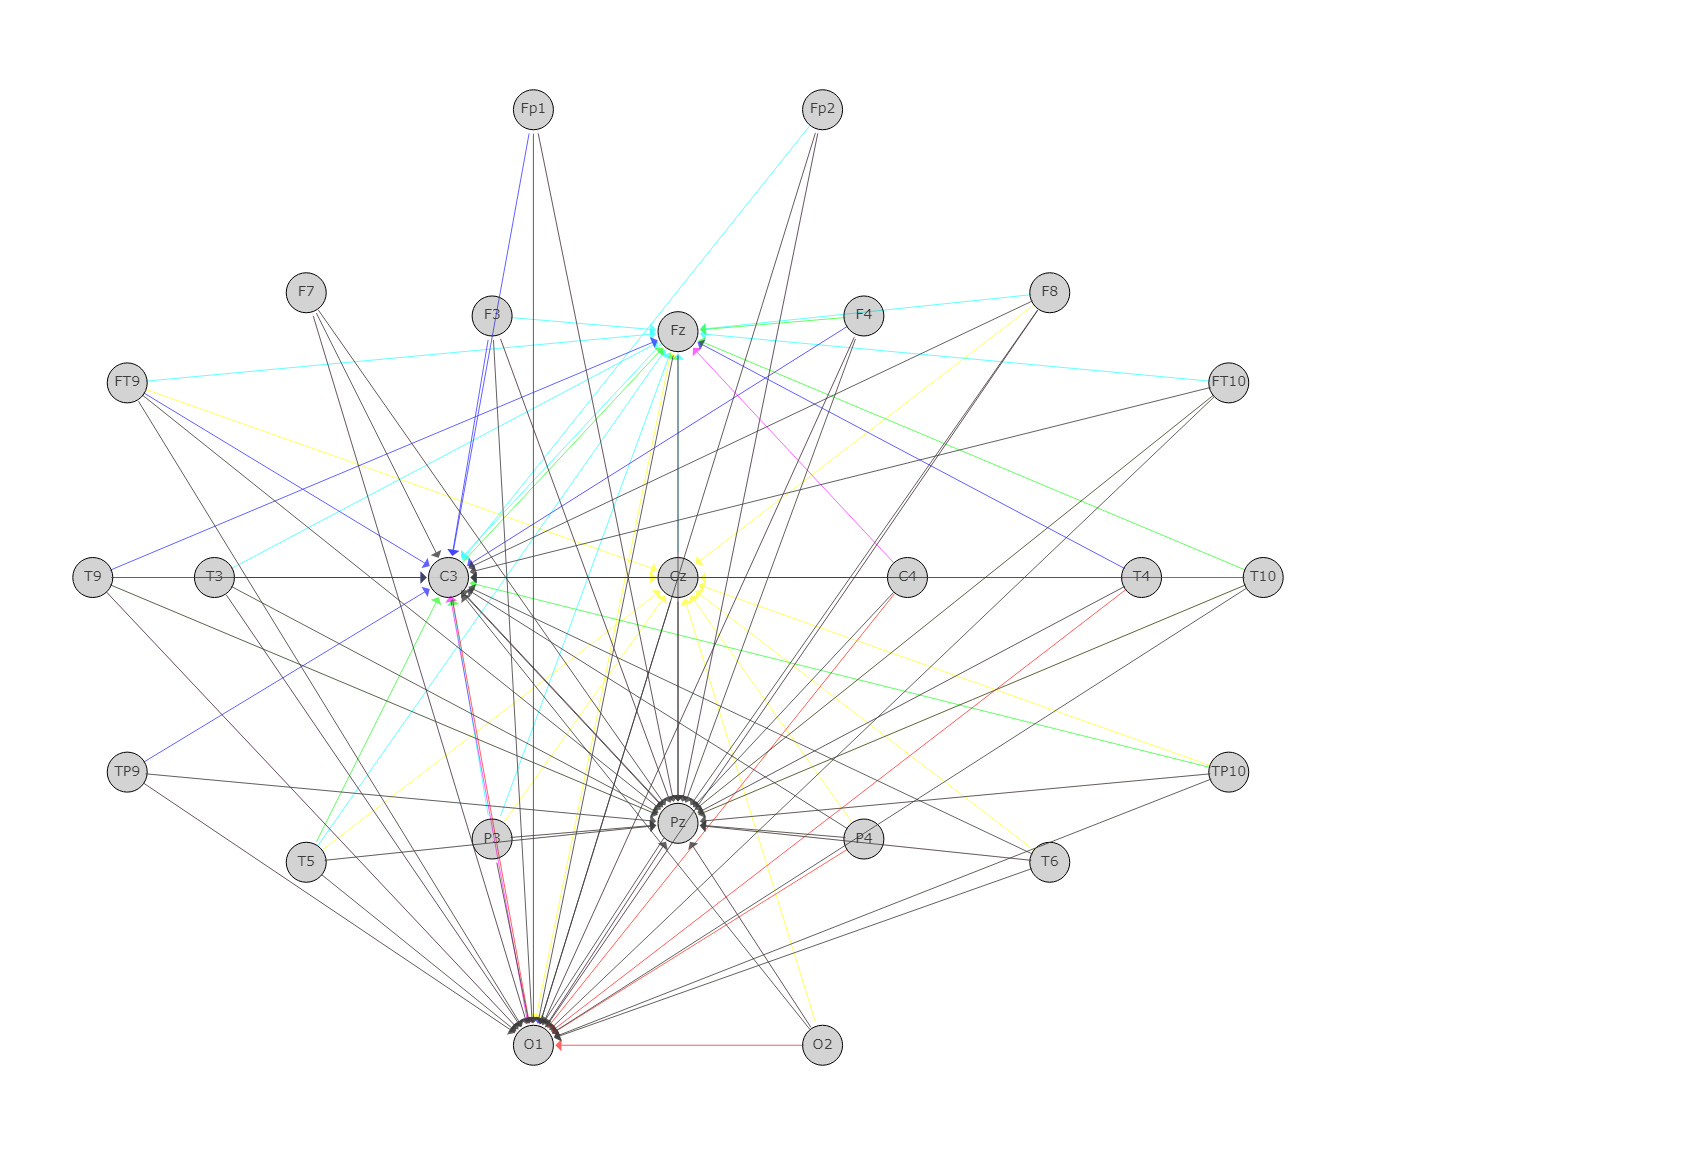 Fp1 Fp2
F7 F3 Fz F4 F8
FT9 FT10
T9 T3 C3 Cz C4 T4 T10
TP9 TP10
T5 P3 Pz P4 T6
O1 O2